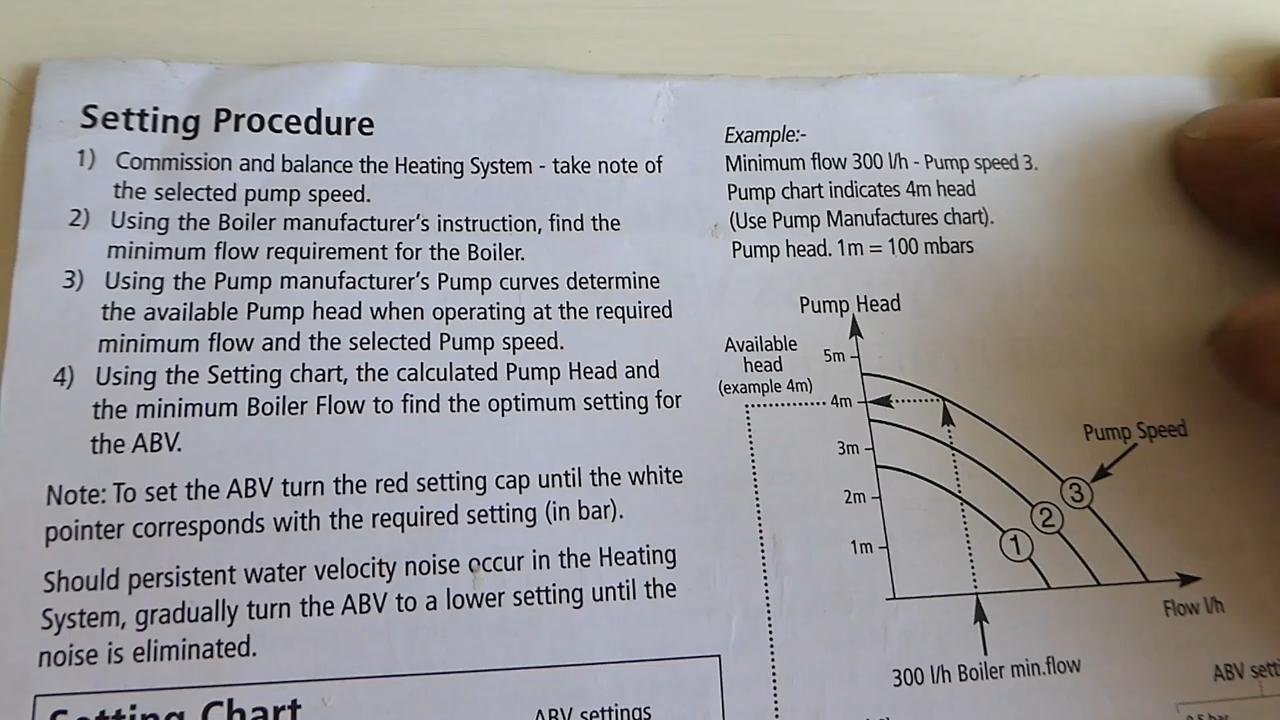 Setting Procedure
1) Commission and balance the Heating System - take note of
the selected pump speed.
2) Using the Boiler manufacturer's instruction, find the
minimum flow requirement for the Boiler.
3) Using the Pump manufacturer's Pump curves determine
the available Pump head when operating at the required
minimum flow and the selected Pump speed.
4) Using the Setting chart, the calculated Pump Head and
the minimum Boiler Flow to find the optimum setting for
the ABV.
Note: To set the ABV turn the red setting cap until the white
pointer corresponds with the required setting (in bar).
Should persistent water velocity noise occur in the Heating
System, gradually turn the ABV to a lower setting until the
noise is eliminated.
Setting Chart
ABV settings
Example:-
Minimum flow 300 l/h - Pump speed 3.
Pump chart indicates 4m head
(Use Pump Manufactures chart).
Pump head. 1m = 100 mbars
Pump Head
Available
head
(example 4m)
5m
4m
3m
2m
1m
Pump Speed
3
2
1
Flow l/h
300 l/h Boiler min.flow
ABV